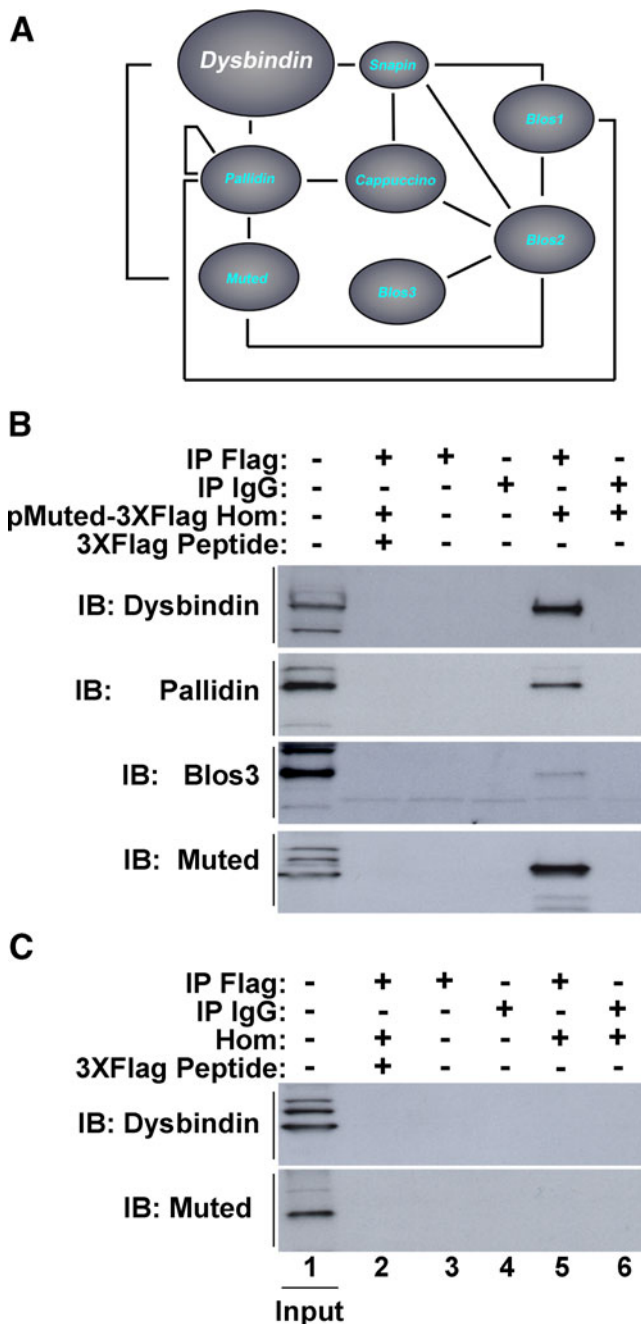 A
Dysbindin
Snapin
Blos1
Pallidin
Cappuccino
Blos2
Muted
Blos3
B
IP Flag: - + + - + -
IP IgG: - - - + - +
pMuted-3XFlag Hom: - + - - + +
3XFlag Peptide: - + - - - -
IB: Dysbindin
IB: Pallidin
IB: Blos3
IB: Muted
C
IP Flag: - + + - + -
IP IgG: - - - + - +
Hom: - + - - + +
3XFlag Peptide: - + - - - -
IB: Dysbindin
IB: Muted
1 2 3 4 5 6
Input